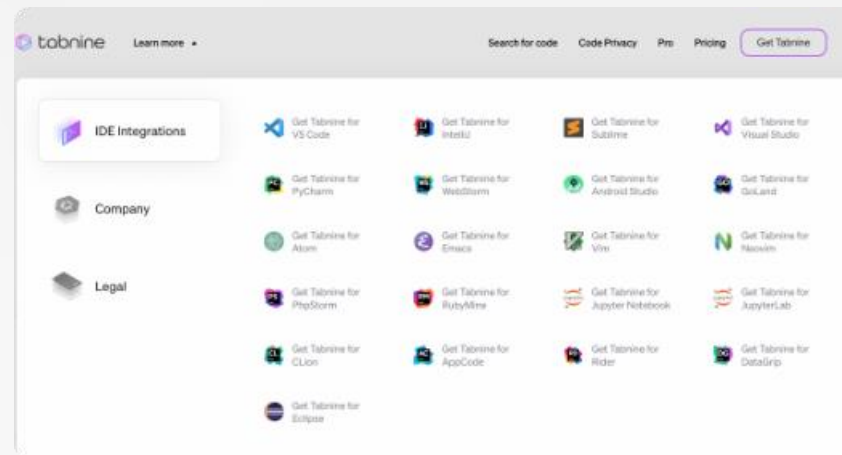 tabnine Learn more Search for code Code Privacy Pro Pricing Get Tabnine
IDE Integrations
Company
Legal
Get Tabnine for
VS Code
Get Tabnine for
IntelliJ
Get Tabnine for
Sublime
Get Tabnine for
Visual Studio
Get Tabnine for
PyCharm
Get Tabnine for
WebStorm
Get Tabnine for
Android Studio
Get Tabnine for
GoLand
Get Tabnine for
Atom
Get Tabnine for
Emacs
Get Tabnine for
Vim
Get Tabnine for
Neovim
Get Tabnine for
PhpStorm
Get Tabnine for
RubyMine
Get Tabnine for
Jupyter Notebook
Get Tabnine for
JupyterLab
Get Tabnine for
CLion
Get Tabnine for
AppCode
Get Tabnine for
Rider
Get Tabnine for
DataGrip
Get Tabnine for
Eclipse